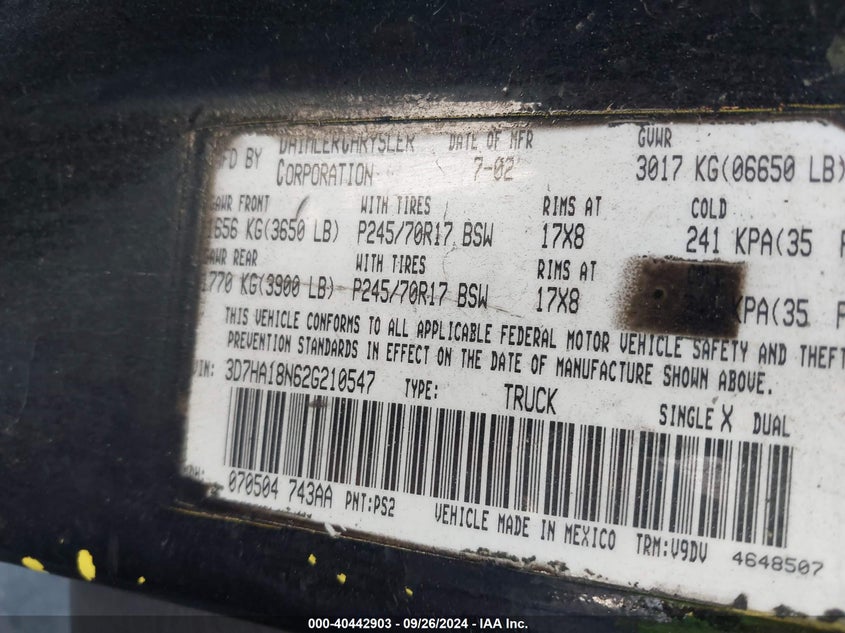 MFD BY DAIMLERCHRYSLER CORPORATION DATE OF MFR 7-02 GVWR 3017 KG(06650 LB)
GAWR FRONT WITH TIRES RIMS AT COLD
1656 KG(3650 LB) P245/70R17 BSW 17X8 241 KPA(35 P
GAWR REAR WITH TIRES RIMS AT
1770 KG(3900 LB) P245/70R17 BSW 17X8 KPA(35 P
THIS VEHICLE CONFORMS TO ALL APPLICABLE FEDERAL MOTOR VEHICLE SAFETY AND THEFT
PREVENTION STANDARDS IN EFFECT ON THE DATE OF MANUFACTURE SHOWN ABOVE.
VIN: 3D7HA18N62G210547 TYPE: TRUCK SINGLE X DUAL
MDH: 070504 743AA PNT:PS2 VEHICLE MADE IN MEXICO TRM:V9DV 4648507
000-40442903 - 09/26/2024 - © IAA Inc.